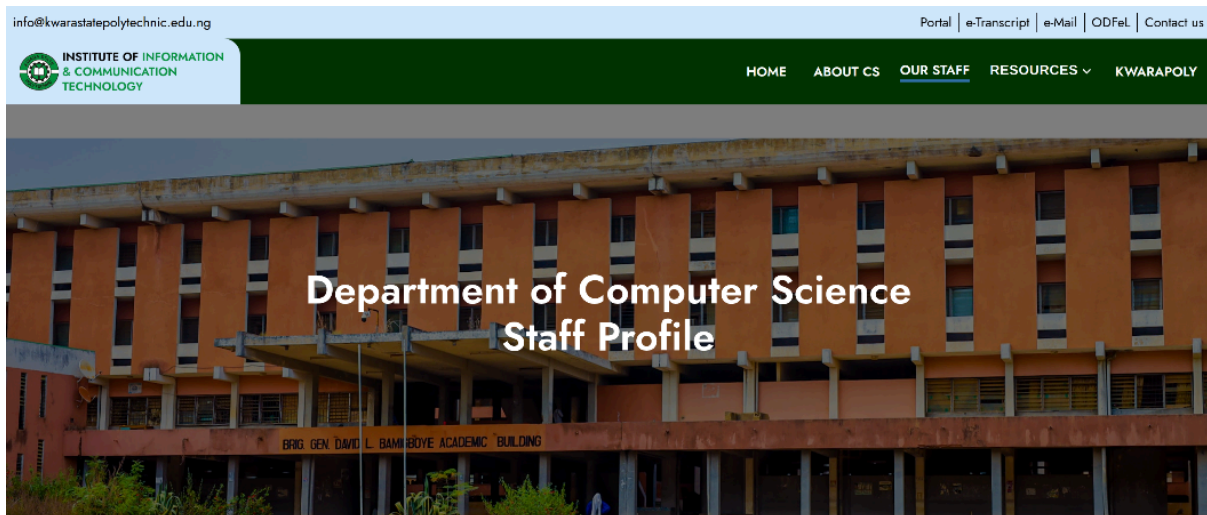 info@kwarastatepolytechnic.edu.ng
Portal | e-Transcript | e-Mail | ODFeL | Contact us
INSTITUTE OF INFORMATION
& COMMUNICATION
TECHNOLOGY
HOME ABOUT CS OUR STAFF RESOURCES KWARAPOLY
Department of Computer Science
Staff Profile
BRIG. GEN. DAVID L. BAMIGBOYE ACADEMIC BUILDING